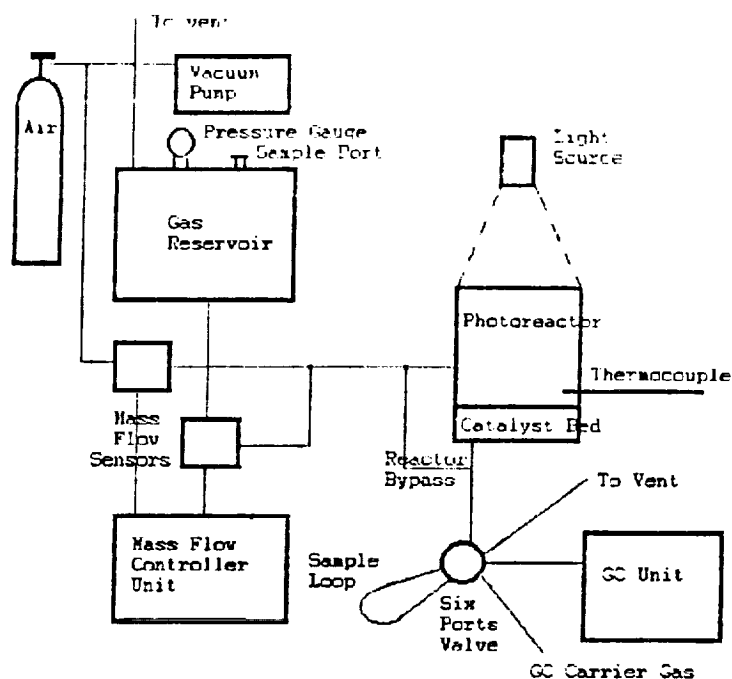 To vent
Vacuum
Pump
Air
Pressure Gauge
Sample Port
Light
Source
Gas
Reservoir
Photoreactor
Thermocouple
Mass
Flow
Sensors
Catalyst Bed
Reactor
Bypass
To Vent
Mass Flow
Controller
Unit
Sample
Loop
GC Unit
Six
Ports
Valve
GC Carrier Gas